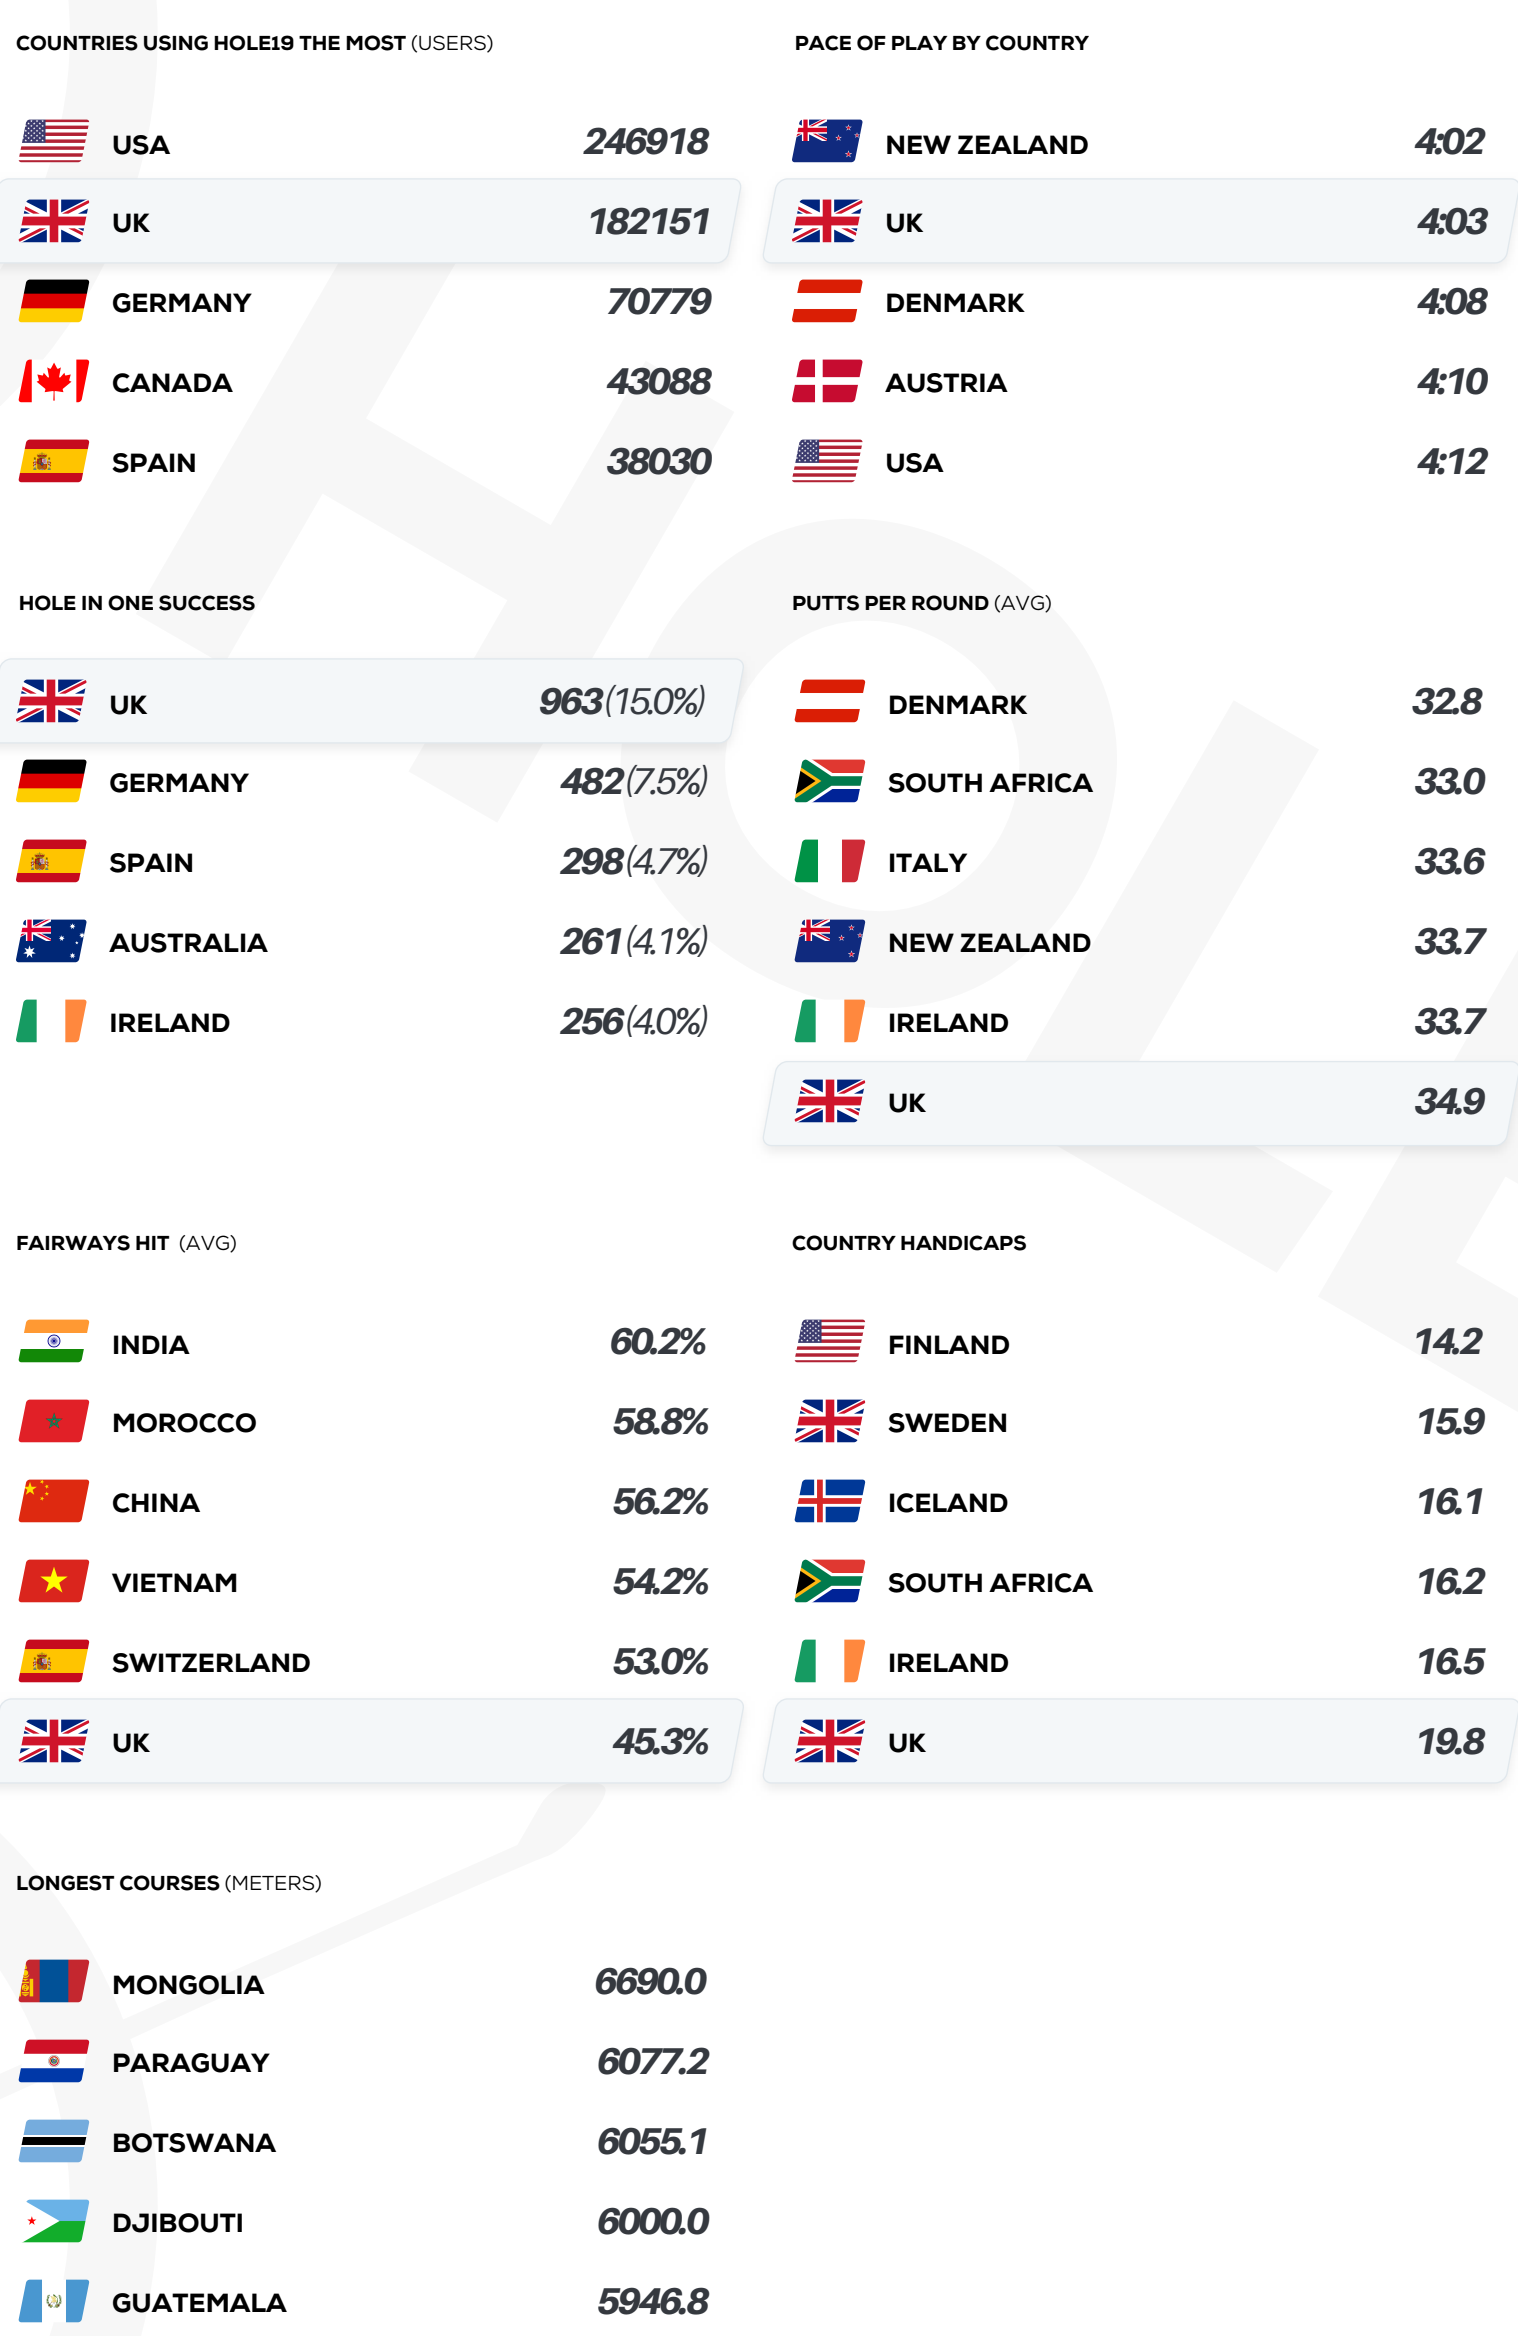 COUNTRIES USING HOLE19 THE MOST (USERS)
USA 246918
UK 182151
GERMANY 70779
CANADA 43088
SPAIN 38030
PACE OF PLAY BY COUNTRY
NEW ZEALAND 4:02
UK 4:03
DENMARK 4:08
AUSTRIA 4:10
USA 4:12
HOLE IN ONE SUCCESS
UK 963 (15.0%)
GERMANY 482 (7.5%)
SPAIN 298 (4.7%)
AUSTRALIA 261 (4.1%)
IRELAND 256 (4.0%)
PUTTS PER ROUND (AVG)
DENMARK 32.8
SOUTH AFRICA 33.0
ITALY 33.6
NEW ZEALAND 33.7
IRELAND 33.7
UK 34.9
FAIRWAYS HIT (AVG)
INDIA 60.2%
MOROCCO 58.8%
CHINA 56.2%
VIETNAM 54.2%
SWITZERLAND 53.0%
UK 45.3%
COUNTRY HANDICAPS
FINLAND 14.2
SWEDEN 15.9
ICELAND 16.1
SOUTH AFRICA 16.2
IRELAND 16.5
UK 19.8
LONGEST COURSES (METERS)
MONGOLIA 6690.0
PARAGUAY 6077.2
BOTSWANA 6055.1
DJIBOUTI 6000.0
GUATEMALA 5946.8